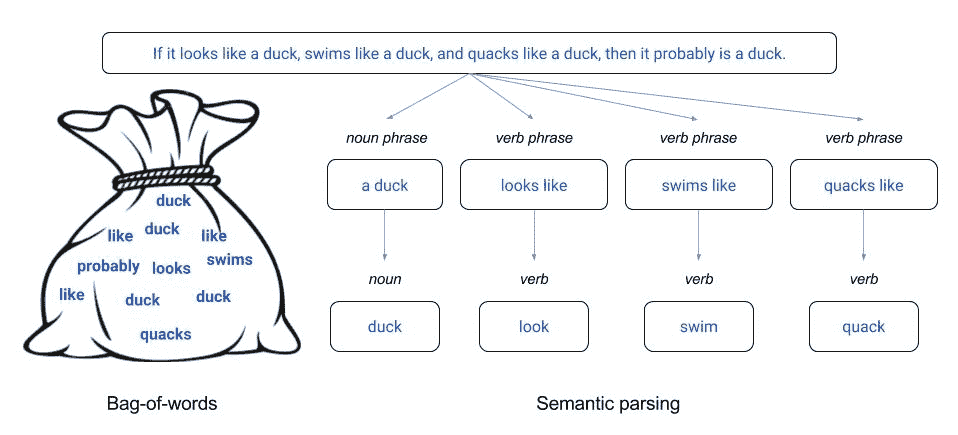 If it looks like a duck, swims like a duck, and quacks like a duck, then it probably is a duck.
noun phrase verb phrase verb phrase verb phrase
a duck looks like swims like quacks like
noun verb verb verb
duck look swim quack
duck
like duck like
probably looks swims
like duck duck
quacks
Bag-of-words Semantic parsing